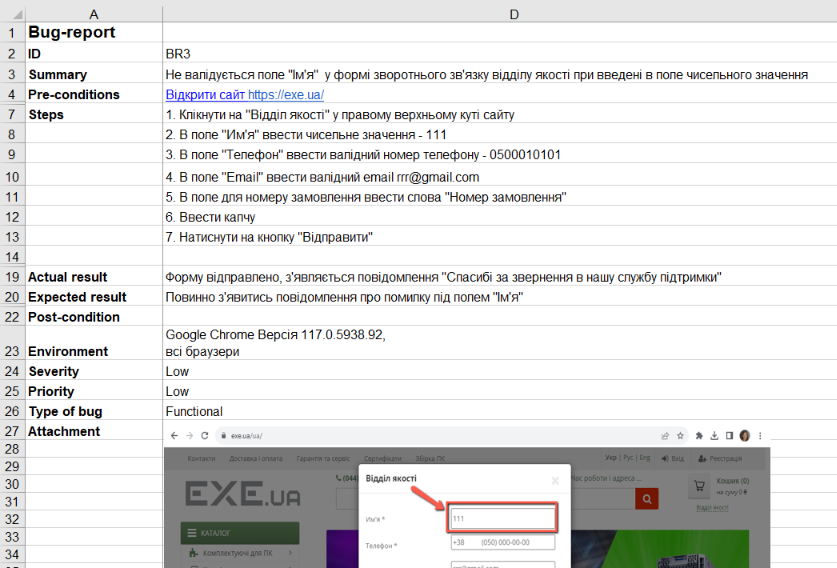 A D
1 Bug-report
2 ID BR3
3 Summary Не валідується поле "Ім'я" у формі зворотнього зв'язку відділу якості при введені в поле чисельного значення
4 Pre-conditions Відкрити сайт https://exe.ua/
7 Steps 1. Клікнути на "Відділ якості" у правому верхньому куті сайту
8 2. В поле "Им'я" ввести чисельне значення - 111
9 3. В поле "Телефон" ввести валідний номер телефону - 0500010101
10 4. В поле "Email" ввести валідний email rrr@gmail.com
11 5. В поле для номеру замовлення ввести слова "Номер замовлення"
12 6. Ввести капчу
13 7. Натиснути на кнопку "Відправити"
14
19 Actual result Форму відправлено, з'являється повідомлення "Спасибі за звернення в нашу службу підтримки"
20 Expected result Повинно з'явитись повідомлення про помилку під полем "Ім'я"
22 Post-condition
Google Chrome Версія 117.0.5938.92,
23 Environment всі браузери
24 Severity Low
25 Priority Low
26 Type of bug Functional
27 Attachment
28
29
30
31
32
33
34
exe.ua/ua/
Контакти Доставка і оплата Гарантія та сервіс Сертифікати Збірка ПК Укр | Рус | Eng Вхід Реєстрація
EXE.UA (044) Відділ якості × Час роботи і адреса ... Кошик (0)
на суму 0 ₴
Відділ якості
Им'я * 111
КАТАЛОГ
Телефон * +38 (050) 000-00-00
Комплектуючі для ПК